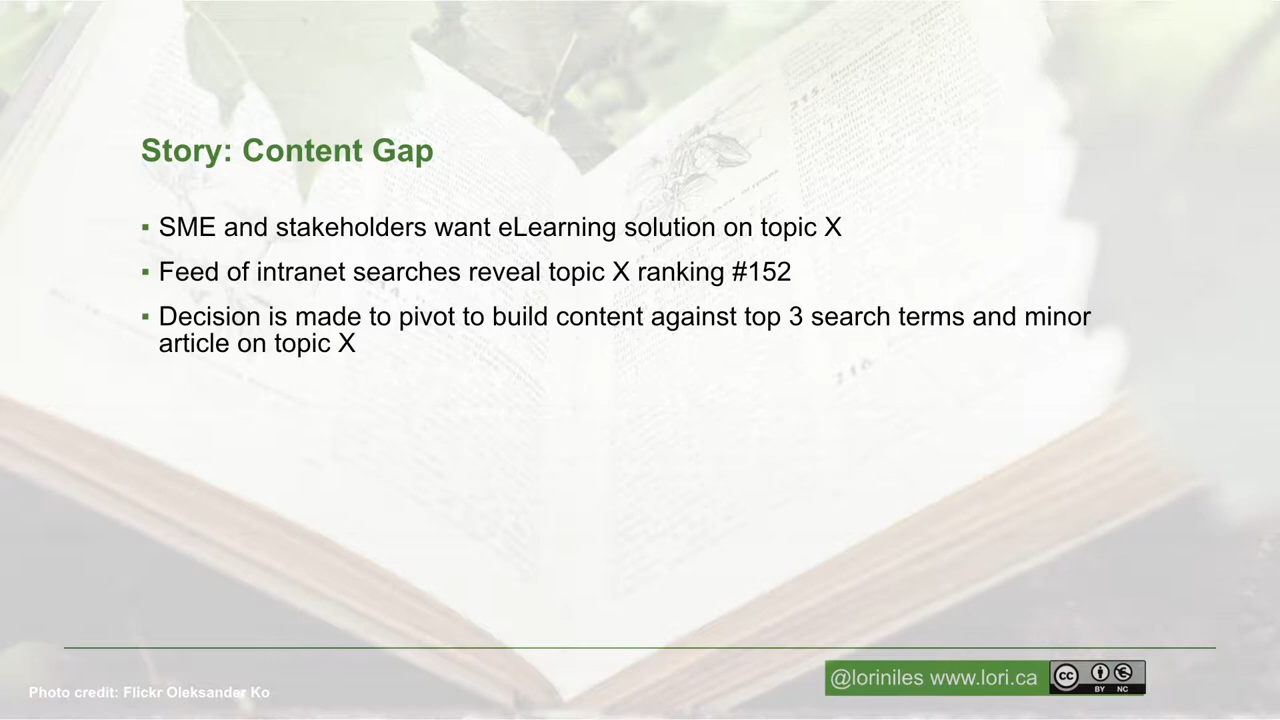 Story: Content Gap
▪ SME and stakeholders want eLearning solution on topic X
▪ Feed of intranet searches reveal topic X ranking #152
▪ Decision is made to pivot to build content against top 3 search terms and minor
article on topic X
@loriniles www.lori.ca
cc
BY NC
Photo credit: Flickr Oleksander Ko